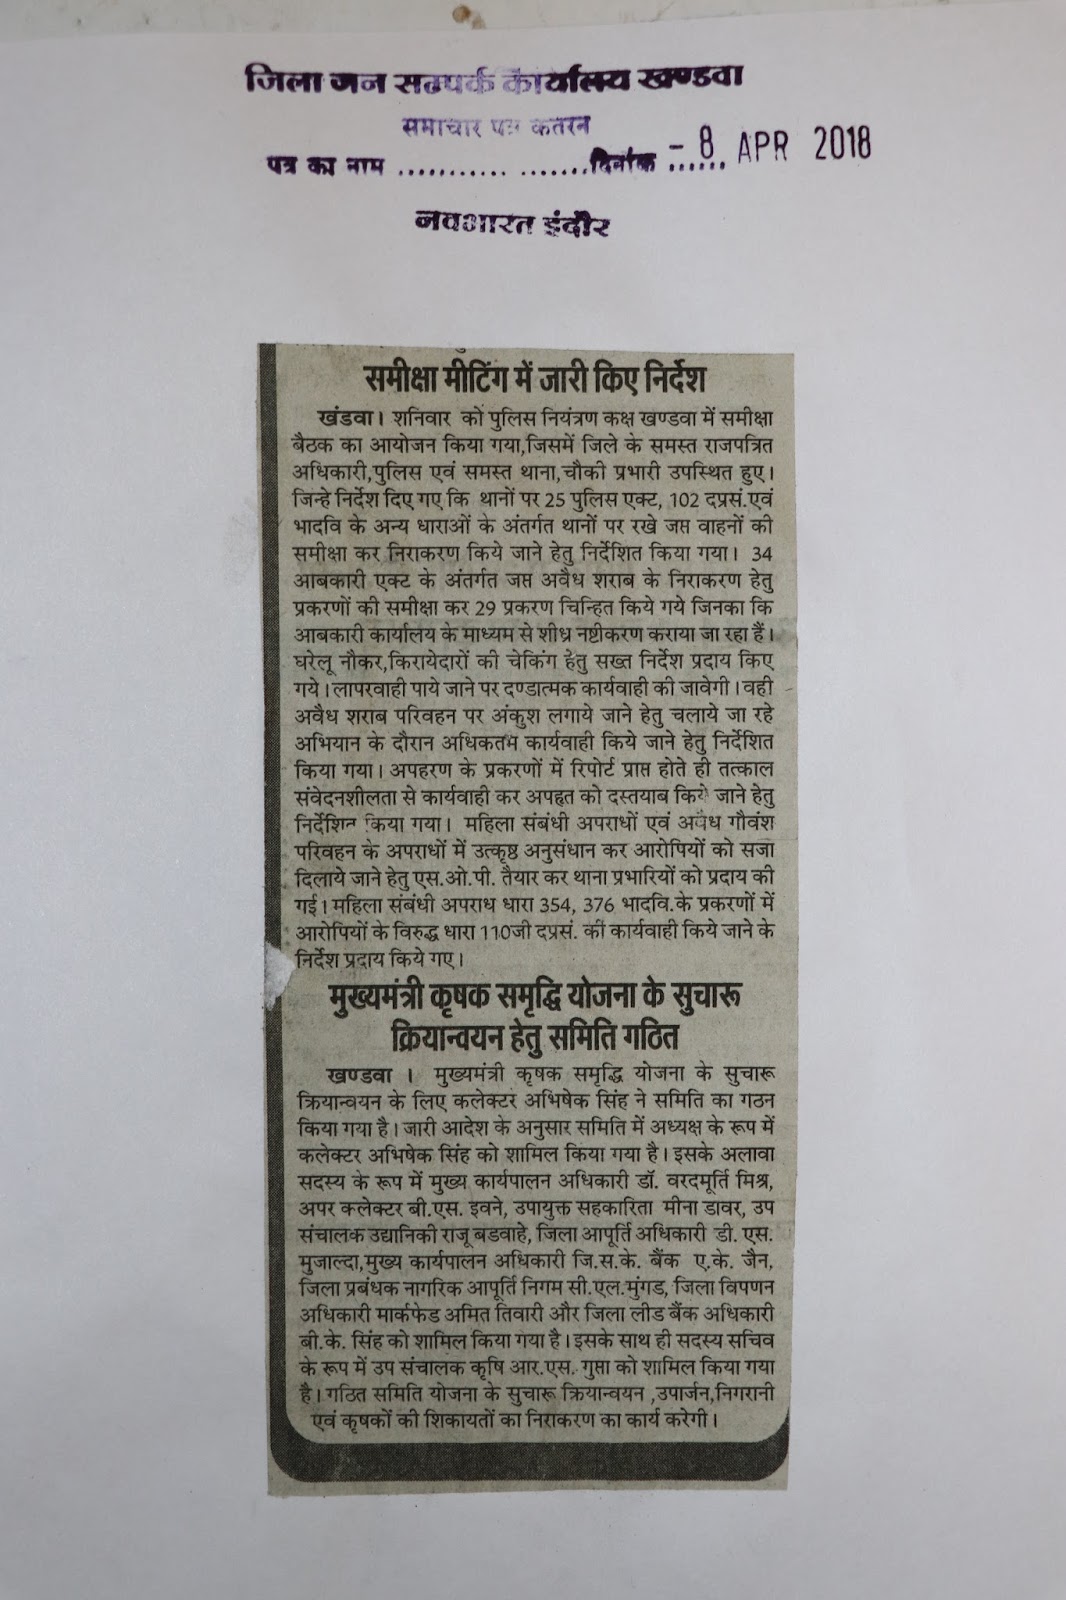 जिला जन सम्पर्क कार्यालय खण्डवा
समाचार पत्र कतरन
पत्र का नाम ........... .......दिनांक ...... - 8 APR 2018
नवभारत इंदौर
समीक्षा मीटिंग में जारी किए निर्देश
खंडवा। शनिवार को पुलिस नियंत्रण कक्ष खण्डवा में समीक्षा
बैठक का आयोजन किया गया,जिसमें जिले के समस्त राजपत्रित
अधिकारी,पुलिस एवं समस्त थाना,चौकी प्रभारी उपस्थित हुए।
जिन्हे निर्देश दिए गए कि थानों पर 25 पुलिस एक्ट, 102 दप्रसं.एवं
भादवि के अन्य धाराओं के अंतर्गत थानों पर रखे जप्त वाहनों की
समीक्षा कर निराकरण किये जाने हेतु निर्देशित किया गया। 34
आबकारी एक्ट के अंतर्गत जप्त अवैध शराब के निराकरण हेतु
प्रकरणों की समीक्षा कर 29 प्रकरण चिन्हित किये गये जिनका कि
आबकारी कार्यालय के माध्यम से शीध्र नष्टीकरण कराया जा रहा हैं।
घरेलू नौकर,किरायेदारों की चेकिंग हेतु सख्त निर्देश प्रदाय किए
गये।लापरवाही पाये जाने पर दण्डात्मक कार्यवाही की जावेगी।वही
अवैध शराब परिवहन पर अंकुश लगाये जाने हेतु चलाये जा रहे
अभियान के दौरान अधिकतम कार्यवाही किये जाने हेतु निर्देशित
किया गया। अपहरण के प्रकरणों में रिपोर्ट प्राप्त होते ही तत्काल
संवेदनशीलता से कार्यवाही कर अपहृत को दस्तयाब किये जाने हेतु
निर्देशित किया गया। महिला संबंधी अपराधों एवं अवैध गौवंश
परिवहन के अपराधों में उत्कृष्ठ अनुसंधान कर आरोपियों को सजा
दिलाये जाने हेतु एस.ओ.पी. तैयार कर थाना प्रभारियों को प्रदाय की
गई। महिला संबंधी अपराध धारा 354, 376 भादवि.के प्रकरणों में
आरोपियों के विरुद्ध धारा 110जी दप्रसं. की कार्यवाही किये जाने के
निर्देश प्रदाय किये गए।
मुख्यमंत्री कृषक समृद्धि योजना के सुचारू
क्रियान्वयन हेतु समिति गठित
खण्डवा । मुख्यमंत्री कृषक समृद्धि योजना के सुचारू
क्रियान्वयन के लिए कलेक्टर अभिषेक सिंह ने समिति का गठन
किया गया है। जारी आदेश के अनुसार समिति में अध्यक्ष के रूप में
कलेक्टर अभिषेक सिंह को शामिल किया गया है। इसके अलावा
सदस्य के रूप में मुख्य कार्यपालन अधिकारी डॉ. वरदमूर्ति मिश्र,
अपर कलेक्टर बी.एस. इवने, उपायुक्त सहकारिता मीना डावर, उप
संचालक उद्यानिकी राजू बडवाहे, जिला आपूर्ति अधिकारी डी. एस.
मुजाल्दा,मुख्य कार्यपालन अधिकारी जि.स.के. बैंक ए.के. जैन,
जिला प्रबंधक नागरिक आपूर्ति निगम सी.एल.मुंगड, जिला विपणन
अधिकारी मार्कफेड अमित तिवारी और जिला लीड बैंक अधिकारी
बी.के. सिंह को शामिल किया गया है। इसके साथ ही सदस्य सचिव
के रूप में उप संचालक कृषि आर.एस. गुप्ता को शामिल किया गया
है। गठित समिति योजना के सुचारू क्रियान्वयन ,उपार्जन,निगरानी
एवं कृषकों की शिकायतों का निराकरण का कार्य करेगी।